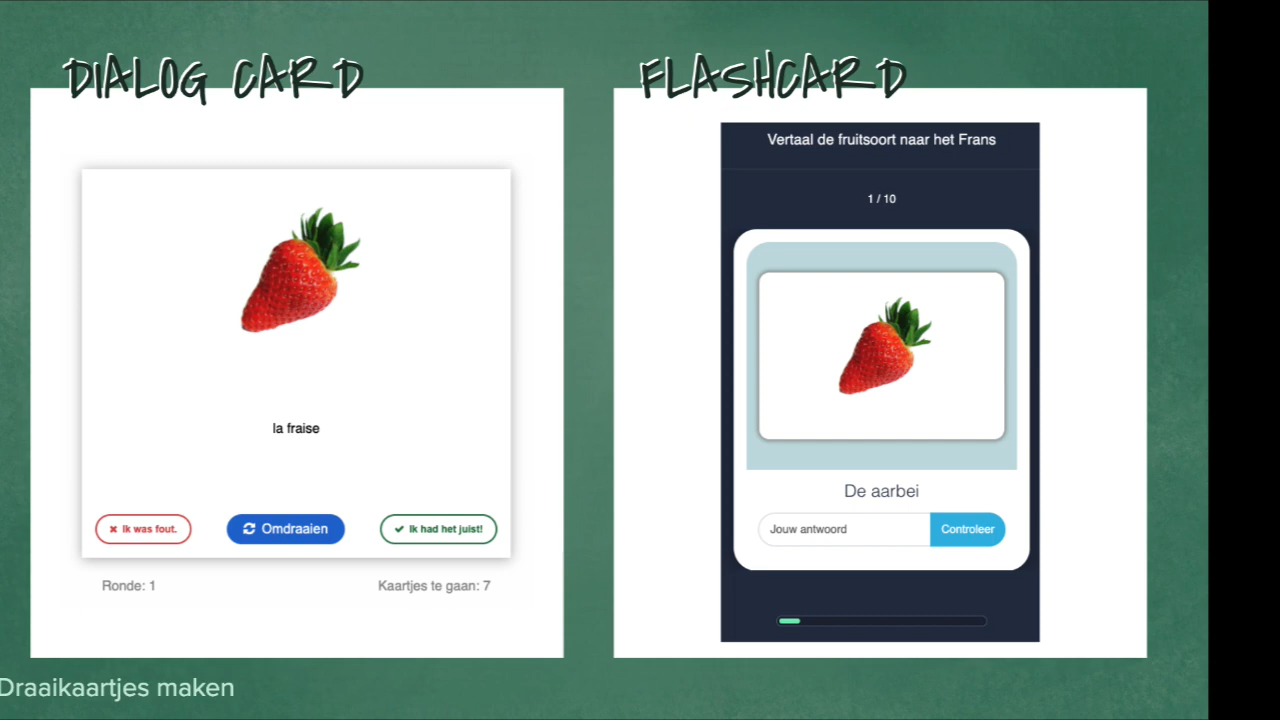 DIALOG CARD
la fraise
Ik was fout.
Omdraaien
Ik had het juist!
Ronde: 1
Kaartjes te gaan: 7
FLASHCARD
Vertaal de fruitsoort naar het Frans
1 / 10
De aarbei
Jouw antwoord
Controleer
Draaikaartjes maken